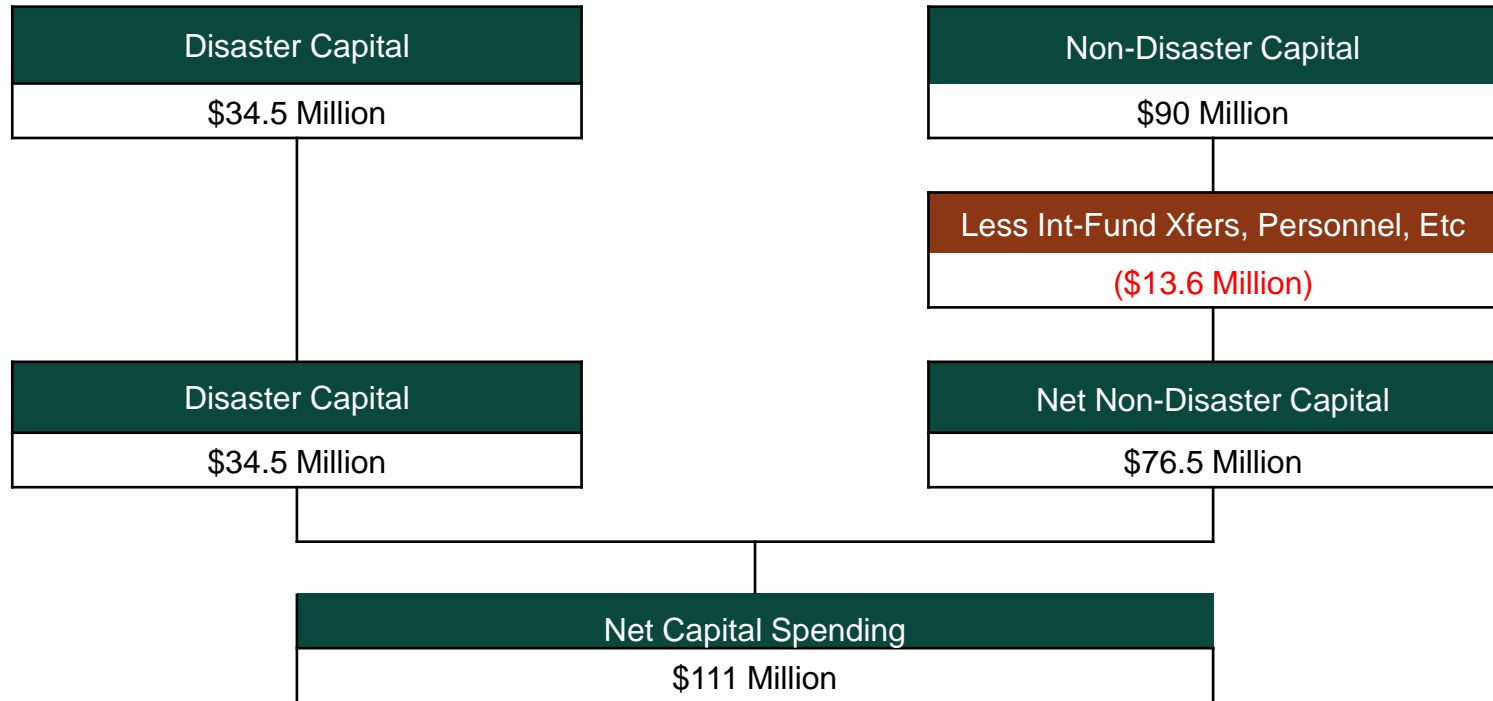 Disaster Capital
$34.5 Million
Non-Disaster Capital
$90 Million
Less Int-Fund Xfers, Personnel, Etc
($13.6 Million)
Disaster Capital
$34.5 Million
Net Non-Disaster Capital
$76.5 Million
Net Capital Spending
$111 Million